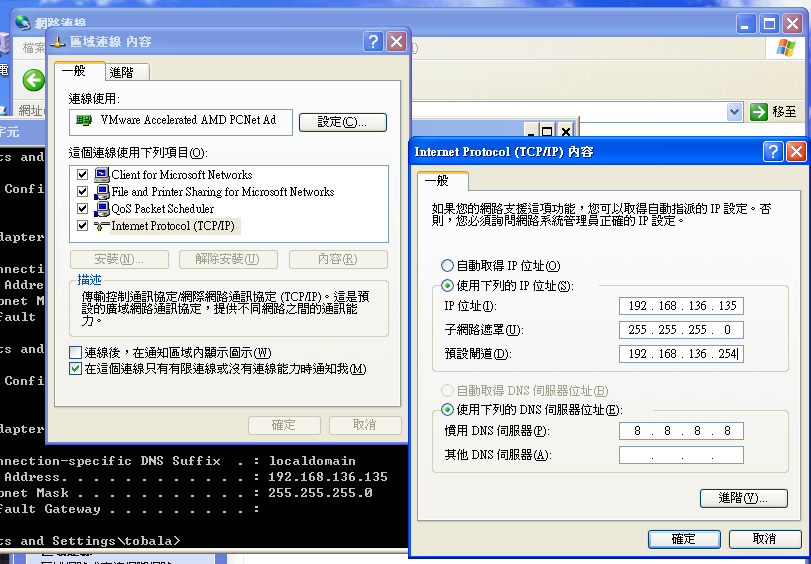 網路連線
檔案
網址
移至
區域連線 內容
一般
進階
連線使用:
VMware Accelerated AMD PCNet Ad
設定(C)...
這個連線使用下列項目(O):
Client for Microsoft Networks
File and Printer Sharing for Microsoft Networks
QoS Packet Scheduler
Internet Protocol (TCP/IP)
安裝(N)...
解除安裝(U)
內容(R)
描述
傳輸控制通訊協定/網際網路通訊協定 (TCP/IP)。這是預
設的廣域網路通訊協定，提供不同網路之間的通訊能
力。
連線後，在通知區域內顯示圖示(W)
在這個連線只有有限連線或沒有連線能力時通知我(M)
確定
取消
Internet Protocol (TCP/IP) 內容
一般
如果您的網路支援這項功能，您可以取得自動指派的 IP 設定。否
則，您必須詢問網路系統管理員正確的 IP 設定。
自動取得 IP 位址(O)
使用下列的 IP 位址(S):
IP 位址(I):
192 . 168 . 136 . 135
子網路遮罩(U):
255 . 255 . 255 . 0
預設閘道(D):
192 . 168 . 136 . 254
自動取得 DNS 伺服器位址(B)
使用下列的 DNS 伺服器位址(E):
慣用 DNS 伺服器(P):
8 . 8 . 8 . 8
其他 DNS 伺服器(A):
. . .
進階(V)...
確定
取消
字元
ts and
Confi
dapter
nnecti
Addre
net M
fault
ts and
Confi
dapter
nnection-specific DNS Suffix . : localdomain
Address. . . . . . . . . . . . : 192.168.136.135
net Mask . . . . . . . . . . . : 255.255.255.0
fault Gateway . . . . . . . . . :
ts and Settings\tobala>